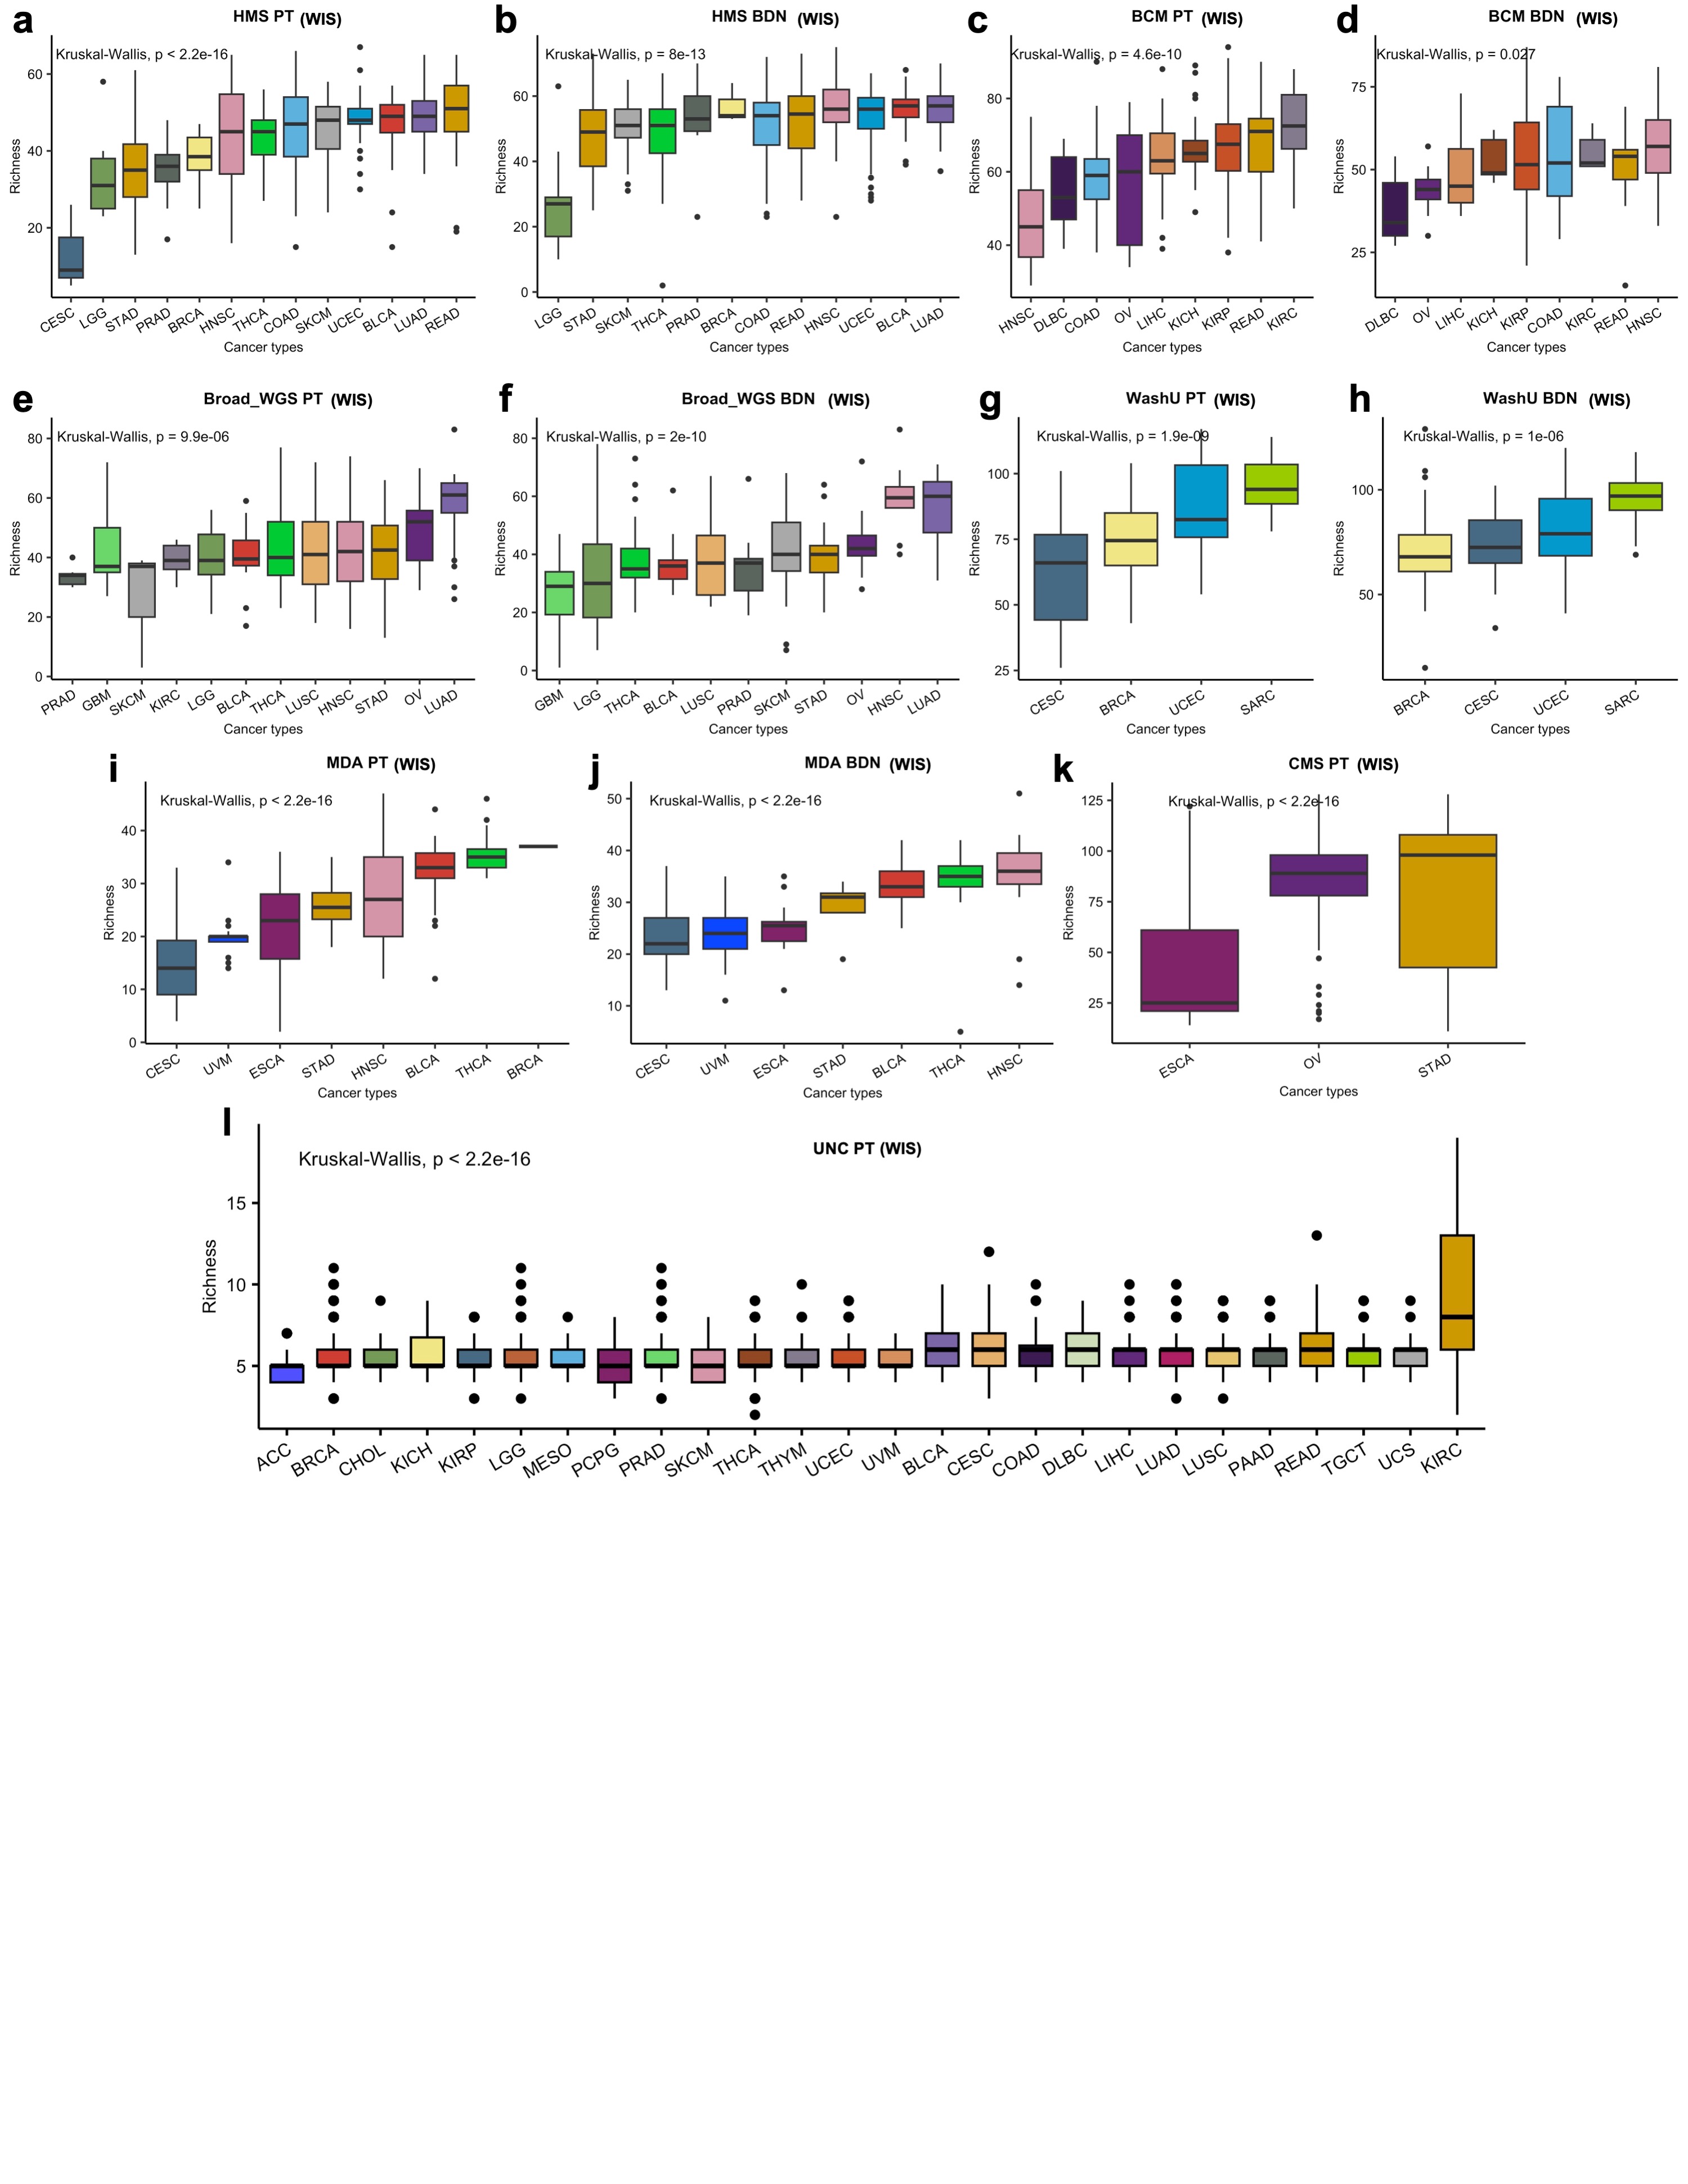 a
HMS PT (WIS)
Kruskal-Wallis, p < 2.2e-16
Richness
60
40
20
CESC LGG STAD PRAD BRCA HNSC THCA COAD SKCM UCEC BLCA LUAD READ
Cancer types
b
HMS BDN (WIS)
Kruskal-Wallis, p = 8e-13
Richness
60
40
20
0
LGG STAD SKCM THCA PRAD BRCA COAD READ HNSC UCEC BLCA LUAD
Cancer types
c
BCM PT (WIS)
Kruskal-Wallis, p = 4.6e-10
Richness
80
60
40
HNSC DLBC COAD OV LIHC KICH KIRP READ KIRC
Cancer types
d
BCM BDN (WIS)
Kruskal-Wallis, p = 0.027
Richness
75
50
25
DLBC OV LIHC KICH KIRP COAD KIRC READ HNSC
Cancer types
e
Broad_WGS PT (WIS)
Kruskal-Wallis, p = 9.9e-06
Richness
80
60
40
20
0
PRAD GBM SKCM KIRC LGG BLCA THCA LUSC HNSC STAD OV LUAD
Cancer types
f
Broad_WGS BDN (WIS)
Kruskal-Wallis, p = 2e-10
Richness
80
60
40
20
0
GBM LGG THCA BLCA LUSC PRAD SKCM STAD OV HNSC LUAD
Cancer types
g
WashU PT (WIS)
Kruskal-Wallis, p = 1.9e-09
Richness
100
75
50
25
CESC BRCA UCEC SARC
Cancer types
h
WashU BDN (WIS)
Kruskal-Wallis, p = 1e-06
Richness
100
50
BRCA CESC UCEC SARC
Cancer types
i
MDA PT (WIS)
Kruskal-Wallis, p < 2.2e-16
Richness
40
30
20
10
0
CESC UVM ESCA STAD HNSC BLCA THCA BRCA
Cancer types
j
MDA BDN (WIS)
Kruskal-Wallis, p < 2.2e-16
Richness
50
40
30
20
10
CESC UVM ESCA STAD BLCA THCA HNSC
Cancer types
k
CMS PT (WIS)
Kruskal-Wallis, p < 2.2e-16
Richness
125
100
75
50
25
ESCA OV STAD
Cancer types
l
UNC PT (WIS)
Kruskal-Wallis, p < 2.2e-16
Richness
15
10
5
ACC BRCA CHOL KICH KIRP LGG MESO PCPG PRAD SKCM THCA THYM UCEC UVM BLCA CESC COAD DLBC LIHC LUAD LUSC PAAD READ TGCT UCS KIRC